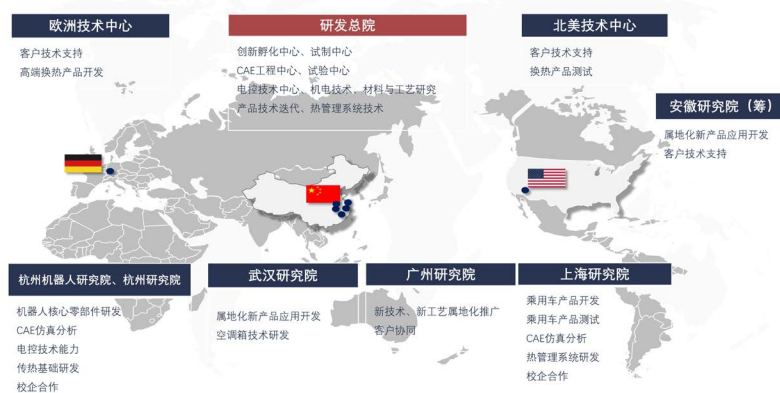 欧洲技术中心
客户技术支持
高端换热产品开发
研发总院
创新孵化中心、试制中心
CAE工程中心、试验中心
电控技术中心、机电技术、材料与工艺研究
产品技术迭代、热管理系统技术
北美技术中心
客户技术支持
换热产品测试
安徽研究院（筹）
属地化新产品应用开发
客户技术支持
杭州机器人研究院、杭州研究院
机器人核心零部件研发
CAE仿真分析
电控技术能力
传热基础研发
校企合作
武汉研究院
属地化新产品应用开发
空调箱技术研发
广州研究院
新技术、新工艺属地化推广
客户协同
上海研究院
乘用车产品开发
乘用车产品测试
CAE仿真分析
热管理系统研发
校企合作